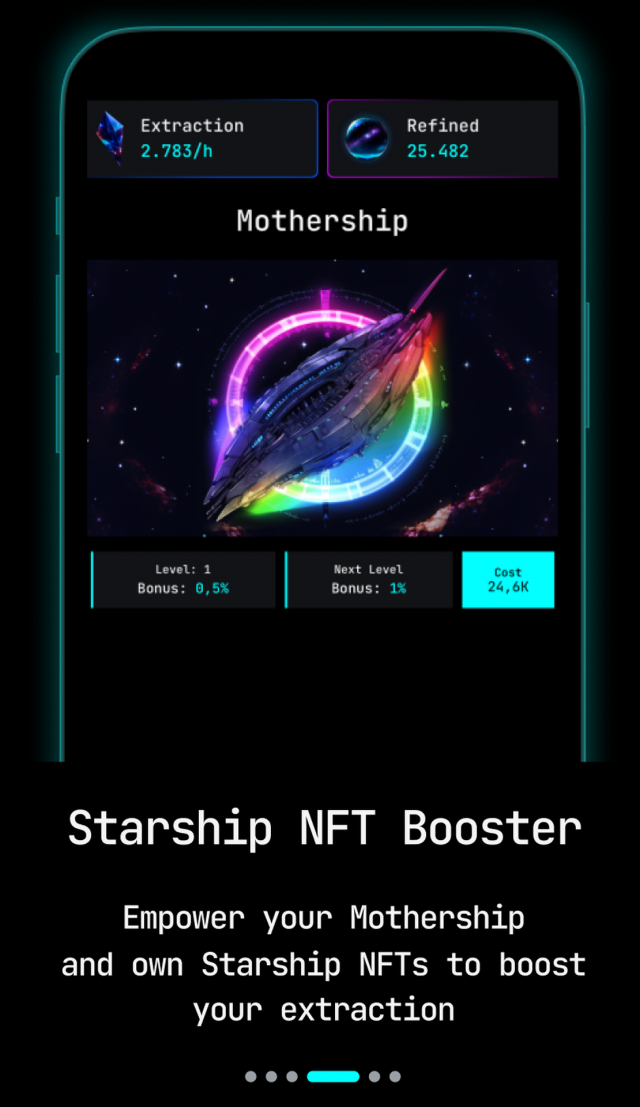 Extraction
2.783/h
Refined
25.482
Mothership
Level: 1
Bonus: 0,5%
Next Level
Bonus: 1%
Cost
24,6K
Starship NFT Booster
Empower your Mothership
and own Starship NFTs to boost
your extraction